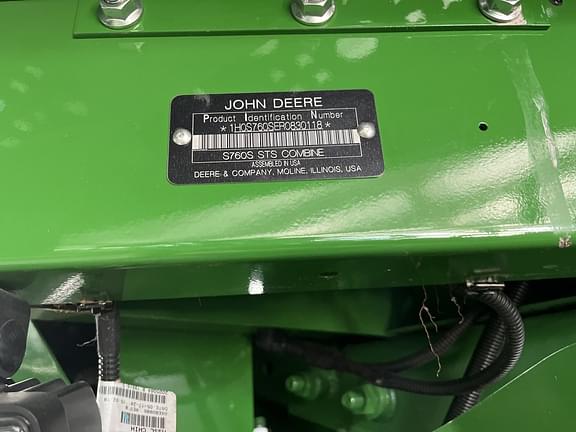 JOHN DEERE
Product Identification Number
*1H0S760SER0830118*
S760S STS COMBINE
ASSEMBLED IN USA
DEERE & COMPANY, MOLINE, ILLINOIS, USA